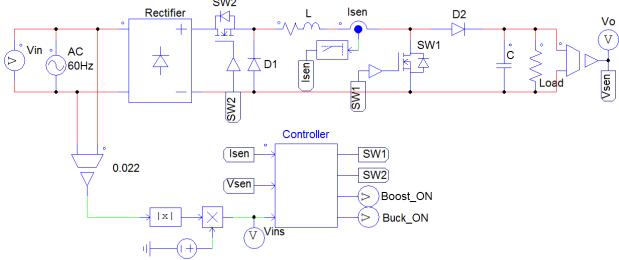 Rectifier
SW2
L
Isen
D2
Vo
V
Vin
V
AC
60Hz
D1
Isen
SW2
SW1
SW1
C
Load
Vsen
Controller
0.022
Isen
Vsen
SW1
SW2
V
Boost_ON
V
Buck_ON
|x|
V
Vins